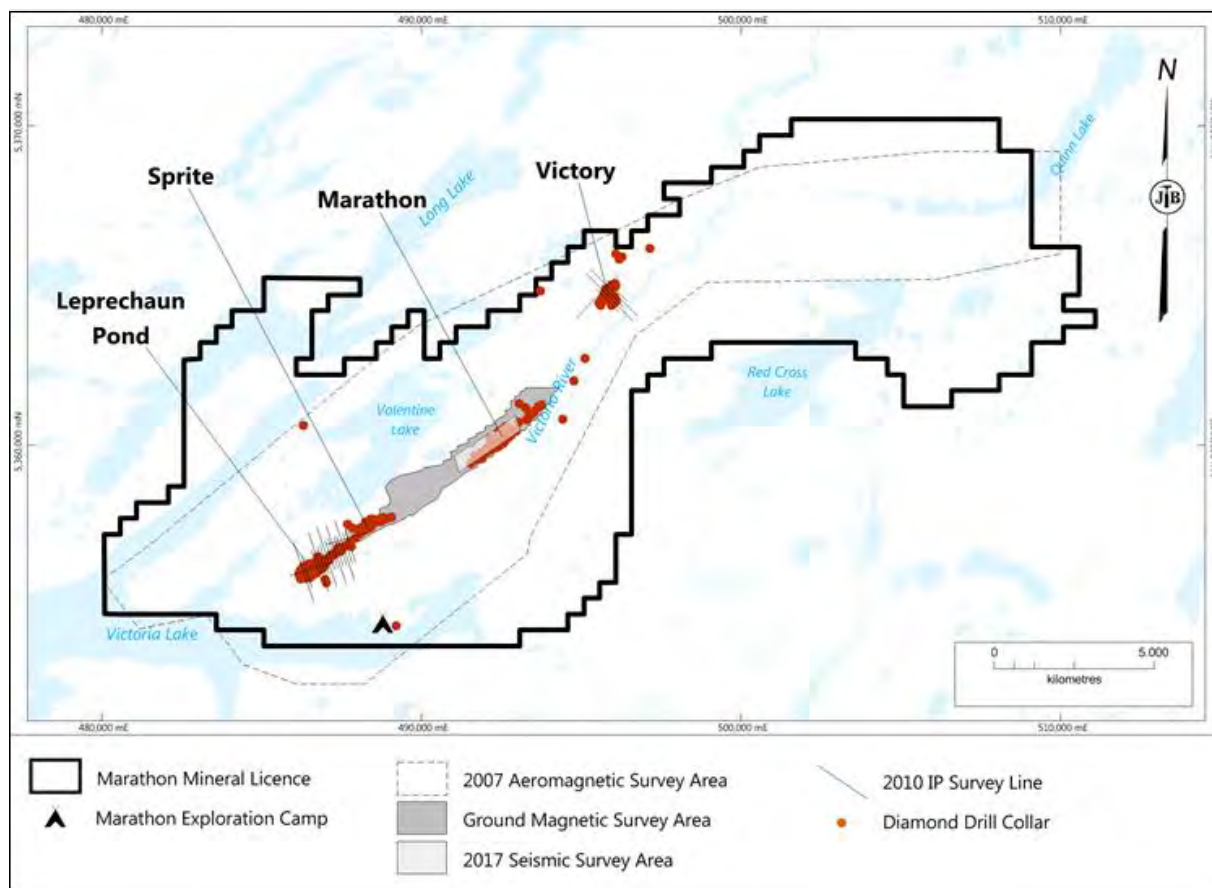 480,000 mE
490,000 mE
500,000 mE
510,000 mE
5,370,000 mN
N
JTB
Quinn Lake
Sprite
Victory
Marathon
Long Lake
Leprechaun
Pond
Valentine
Lake
Victoria River
Red Cross
Lake
5,360,000 mN
Victoria Lake
0
5.000
kilometres
480,000 mE
490,000 mE
500,000 mE
510,000 mE
Marathon Mineral Licence
2007 Aeromagnetic Survey Area
2010 IP Survey Line
Marathon Exploration Camp
Ground Magnetic Survey Area
Diamond Drill Collar
2017 Seismic Survey Area